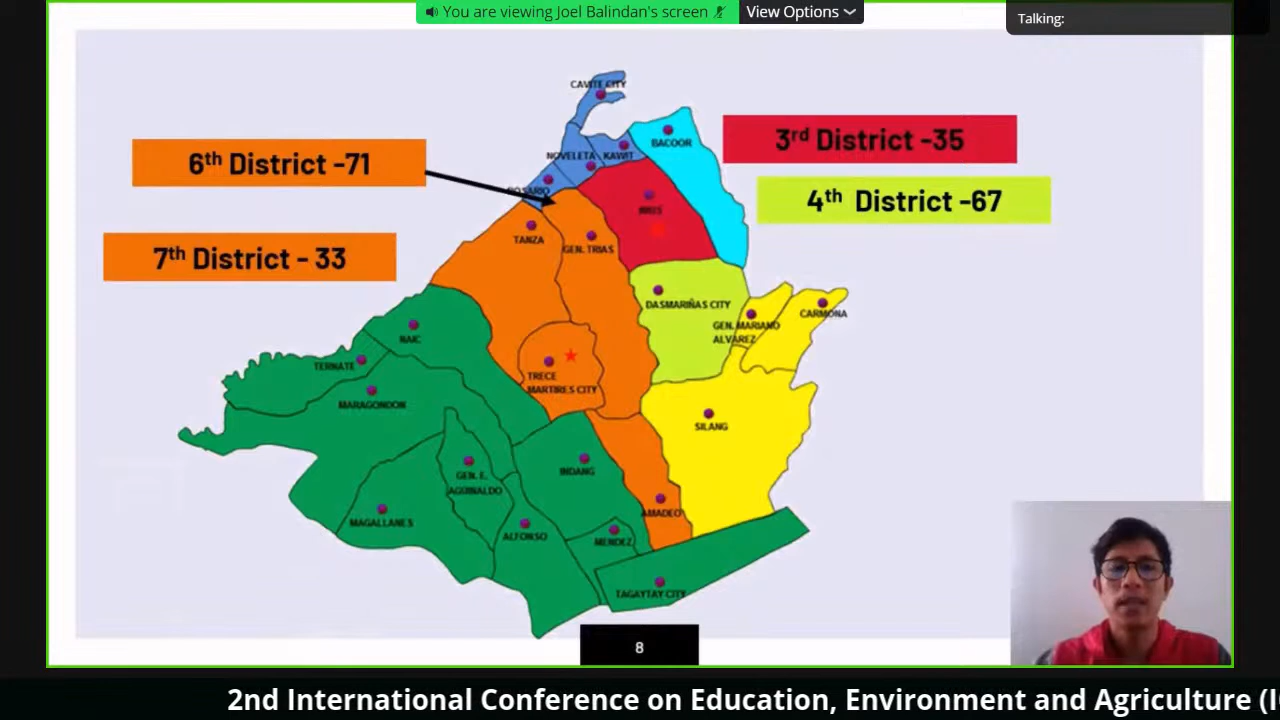 You are viewing Joel Balindan's screen
View Options
Talking:
CAVITE CITY
BACOOR
3rd District -35
6th District -71
NOVELETA
KAWIT
ROSARIO
4th District -67
IMUS
TANZA
GEN. TRIAS
7th District - 33
DASMARIÑAS CITY
CARMONA
GEN. MARIANO
ALVAREZ
NAIC
TERNATE
TRECE
MARTIRES CITY
MARAGONDON
SILANG
INDANG
GEN. E.
AGUINALDO
AMADEO
MAGALLANES
ALFONSO
MENDEZ
TAGAYTAY CITY
8
2nd International Conference on Education, Environment and Agriculture (I